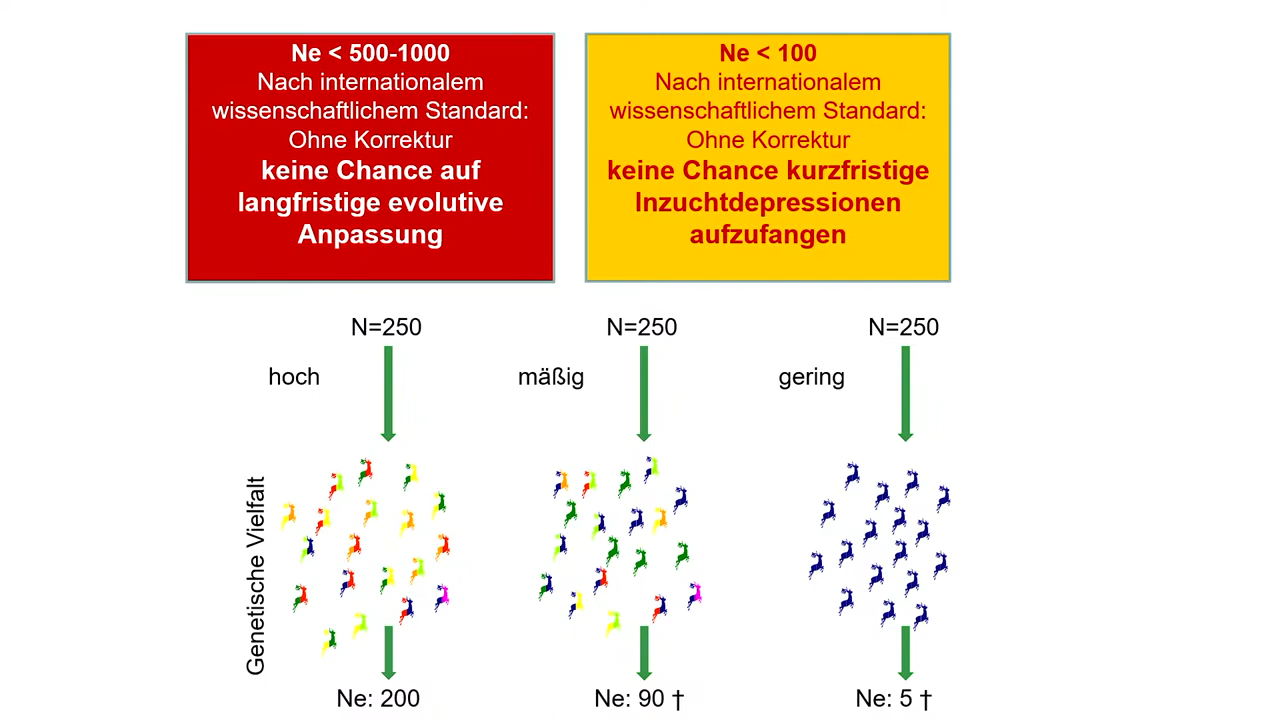 Ne < 500-1000
Nach internationalem
wissenschaftlichem Standard:
Ohne Korrektur
keine Chance auf
langfristige evolutive
Anpassung
Ne < 100
Nach internationalem
wissenschaftlichem Standard:
Ohne Korrektur
keine Chance kurzfristige
Inzuchtdepressionen
aufzufangen
N=250
N=250
N=250
hoch
mäßig
gering
Genetische Vielfalt
Ne: 200
Ne: 90 †
Ne: 5 †